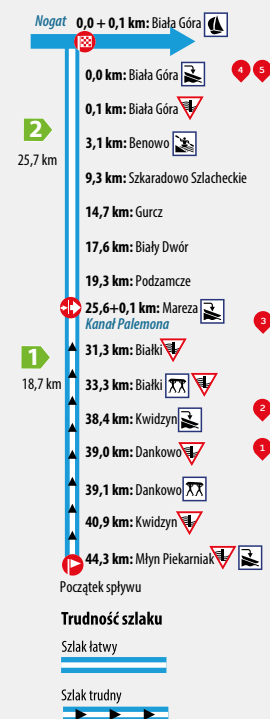 Nogat 0,0 + 0,1 km: Biała Góra
0,0 km: Biała Góra 4 5
0,1 km: Biała Góra
2
25,7 km
3,1 km: Benowo
9,3 km: Szkaradowo Szlacheckie
14,7 km: Gurcz
17,6 km: Biały Dwór
19,3 km: Podzamcze
25,6+0,1 km: Mareza
Kanał Palemona 3
1
18,7 km
31,3 km: Białki
33,3 km: Białki
38,4 km: Kwidzyn 2
39,0 km: Dankowo 1
39,1 km: Dankowo
40,9 km: Kwidzyn
44,3 km: Młyn Piekarniak
Początek spływu
Trudność szlaku
Szlak łatwy
Szlak trudny